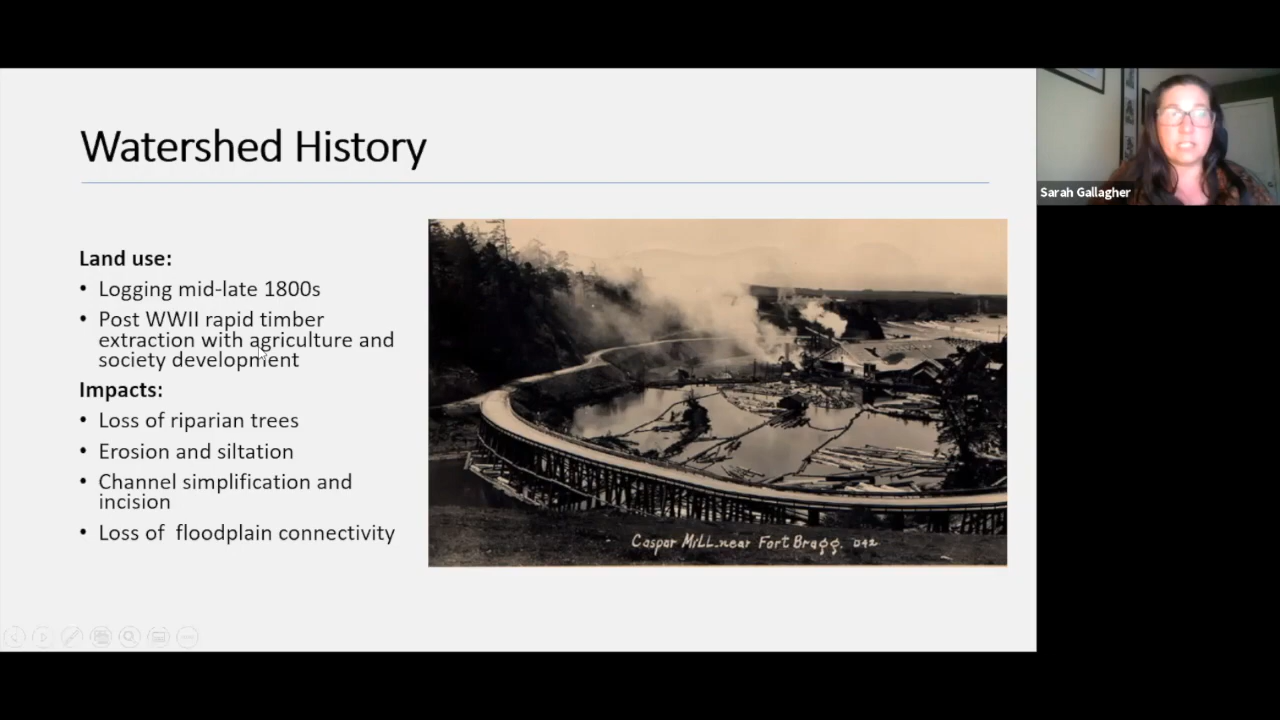 Watershed History
Land use:
• Logging mid-late 1800s
• Post WWII rapid timber
extraction with agriculture and
society development
Impacts:
• Loss of riparian trees
• Erosion and siltation
• Channel simplification and
incision
• Loss of  floodplain connectivity
Caspar Mill near Fort Bragg. 042
Sarah Gallagher